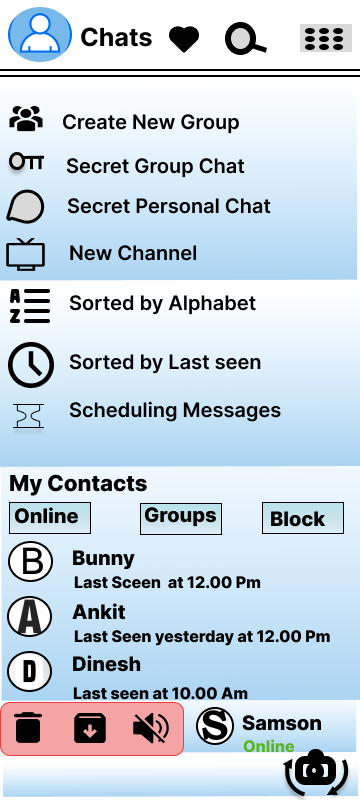 Chats
Create New Group
Secret Group Chat
Secret Personal Chat
New Channel
A
Z
Sorted by Alphabet
Sorted by Last seen
Scheduling Messages
My Contacts
Online Groups Block
B Bunny
Last Sceen at 12.00 Pm
A Ankit
Last Seen yesterday at 12.00 Pm
D Dinesh
Last seen at 10.00 Am
S Samson
Online